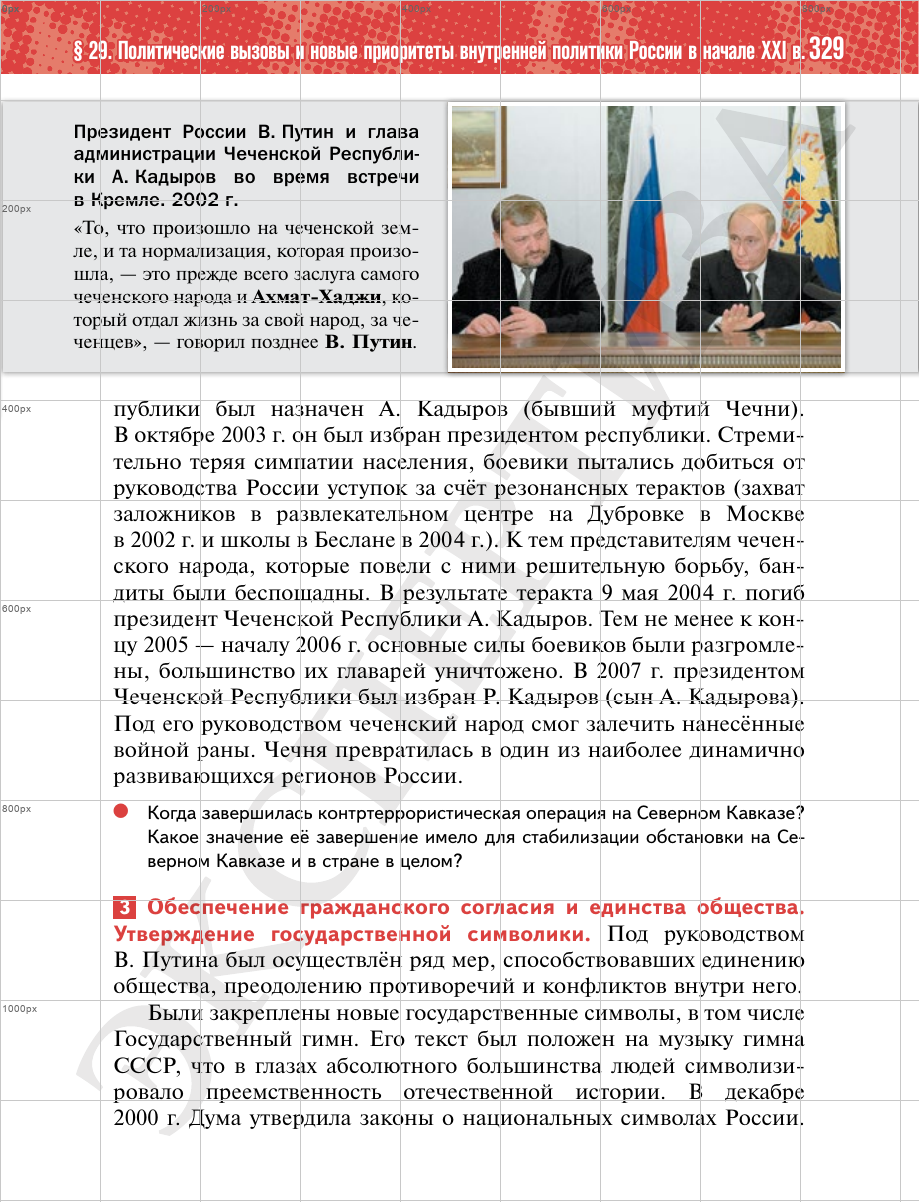 § 29. Политические вызовы и новые приоритеты внутренней политики России в начале XXI в. 329
Президент России В. Путин и глава
администрации Чеченской Республи-
ки А. Кадыров во время встречи
в Кремле. 2002 г.
«То, что произошло на чеченской зем-
ле, и та нормализация, которая произо-
шла, — это прежде всего заслуга самого
чеченского народа и Ахмат-Хаджи, ко-
торый отдал жизнь за свой народ, за че-
ченцев», — говорил позднее В. Путин.
публики был назначен А. Кадыров (бывший муфтий Чечни).
В октябре 2003 г. он был избран президентом республики. Стреми-
тельно теряя симпатии населения, боевики пытались добиться от
руководства России уступок за счёт резонансных терактов (захват
заложников в развлекательном центре на Дубровке в Москве
в 2002 г. и школы в Беслане в 2004 г.). К тем представителям чечен-
ского народа, которые повели с ними решительную борьбу, бан-
диты были беспощадны. В результате теракта 9 мая 2004 г. погиб
президент Чеченской Республики А. Кадыров. Тем не менее к кон-
цу 2005 — началу 2006 г. основные силы боевиков были разгромле-
ны, большинство их главарей уничтожено. В 2007 г. президентом
Чеченской Республики был избран Р. Кадыров (сын А. Кадырова).
Под его руководством чеченский народ смог залечить нанесённые
войной раны. Чечня превратилась в один из наиболее динамично
развивающихся регионов России.
Когда завершилась контртеррористическая операция на Северном Кавказе?
Какое значение её завершение имело для стабилизации обстановки на Се-
верном Кавказе и в стране в целом?
3 Обеспечение гражданского согласия и единства общества.
Утверждение государственной символики. Под руководством
В. Путина был осуществлён ряд мер, способствовавших единению
общества, преодолению противоречий и конфликтов внутри него.
Были закреплены новые государственные символы, в том числе
Государственный гимн. Его текст был положен на музыку гимна
СССР, что в глазах абсолютного большинства людей символизи-
ровало преемственность отечественной истории. В декабре
2000 г. Дума утвердила законы о национальных символах России.
ЭКСПЕРТИЗА
200px
400px
600px
800px
1000px